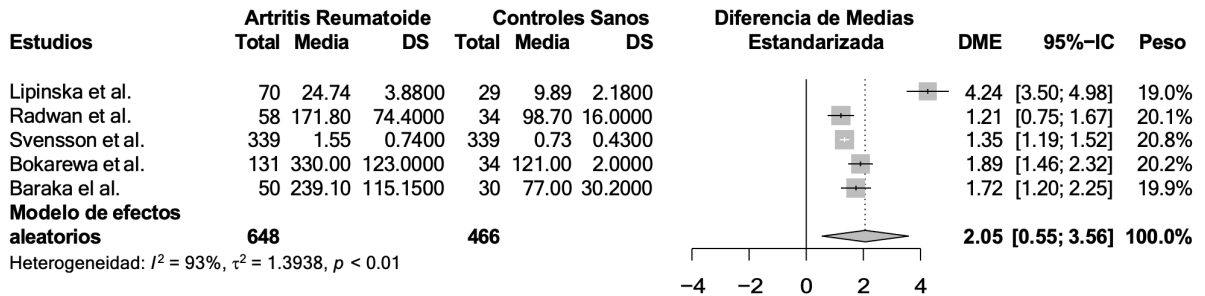 Artritis Reumatoide Controles Sanos Diferencia de Medias
Estudios Total Media DS Total Media DS Estandarizada DME 95%−IC Peso
Lipinska et al. 70 24.74 3.8800 29 9.89 2.1800 4.24 [3.50; 4.98] 19.0%
Radwan et al. 58 171.80 74.4000 34 98.70 16.0000 1.21 [0.75; 1.67] 20.1%
Svensson et al. 339 1.55 0.7400 339 0.73 0.4300 1.35 [1.19; 1.52] 20.8%
Bokarewa et al. 131 330.00 123.0000 34 121.00 2.0000 1.89 [1.46; 2.32] 20.2%
Baraka el al. 50 239.10 115.1500 30 77.00 30.2000 1.72 [1.20; 2.25] 19.9%
Modelo de efectos
aleatorios 648 466 2.05 [0.55; 3.56] 100.0%
Heterogeneidad: I² = 93%, τ² = 1.3938, p < 0.01
−4 −2 0 2 4